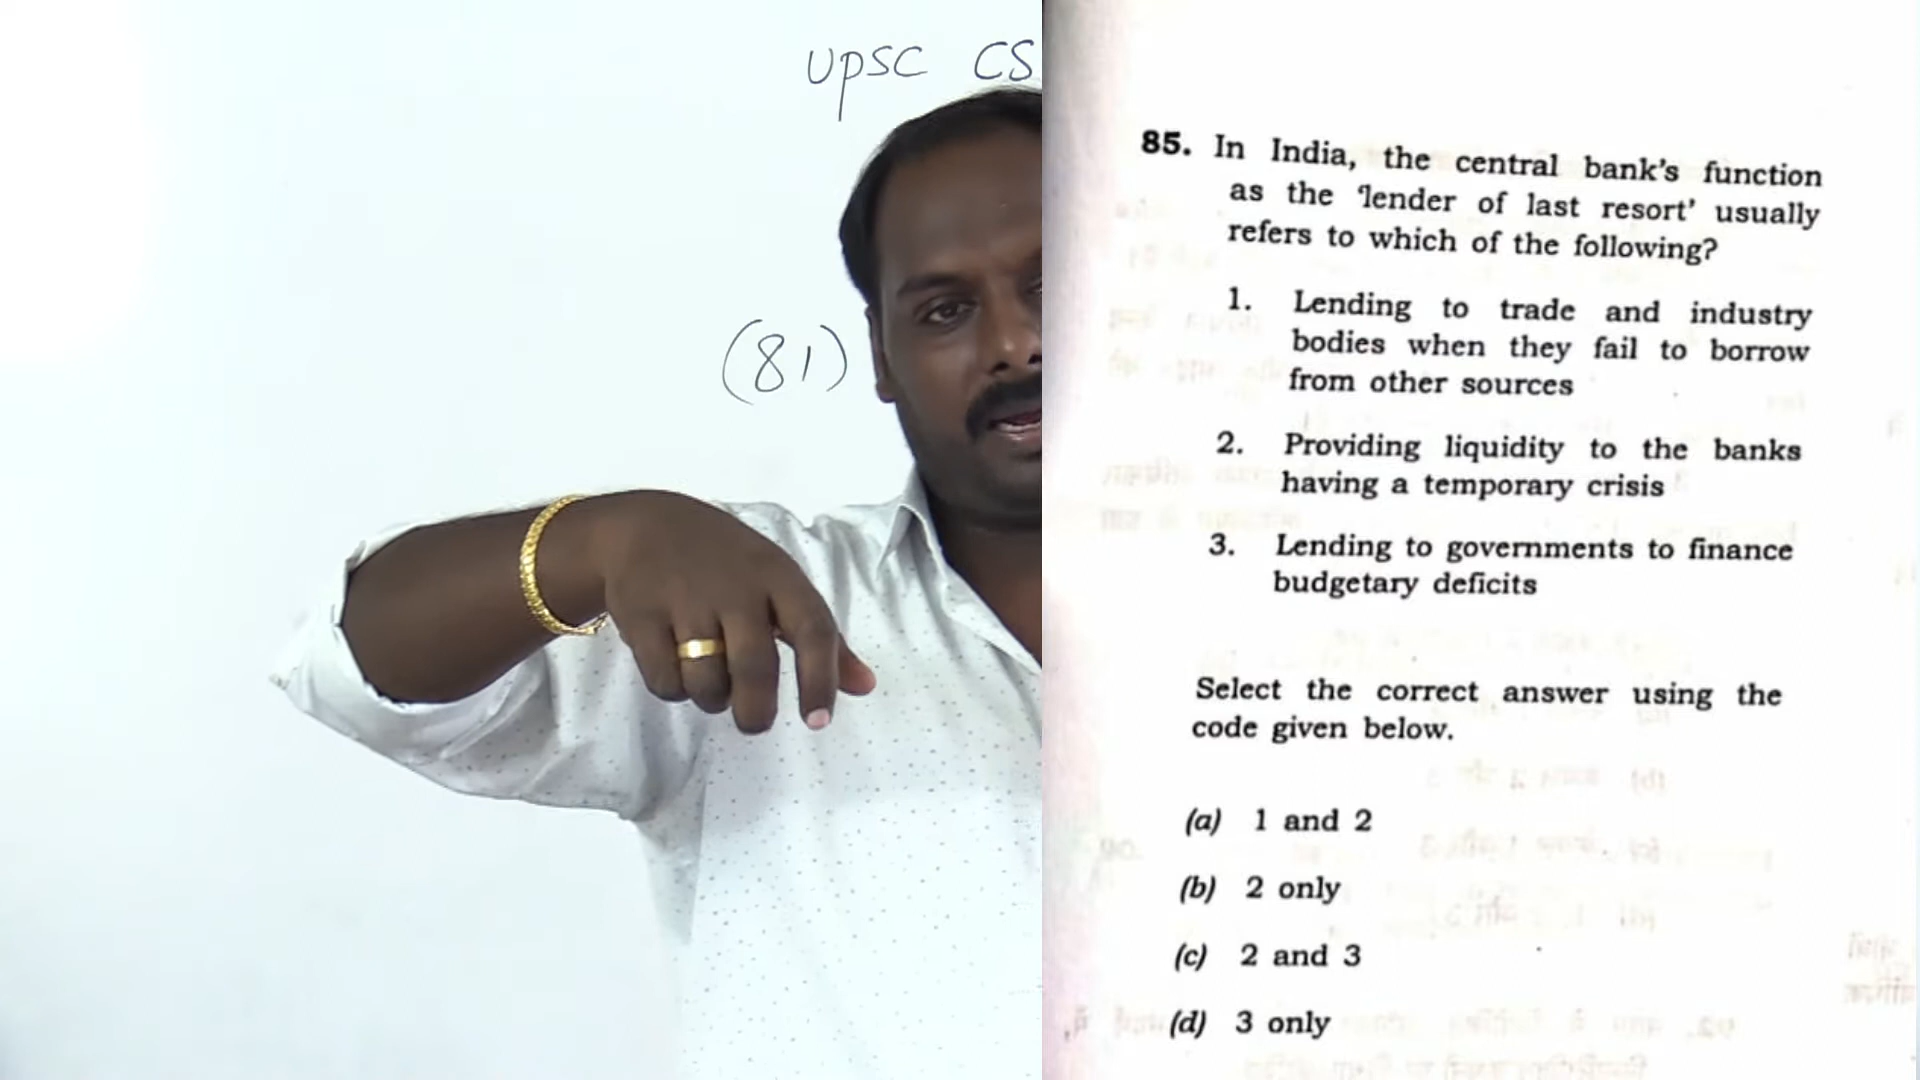 UPSC CS
(81)
85. In India, the central bank's function
as the 'lender of last resort' usually
refers to which of the following?
1. Lending to trade and industry
bodies when they fail to borrow
from other sources
2. Providing liquidity to the banks
having a temporary crisis
3. Lending to governments to finance
budgetary deficits
Select the correct answer using the
code given below.
(a) 1 and 2
(b) 2 only
(c) 2 and 3
(d) 3 only